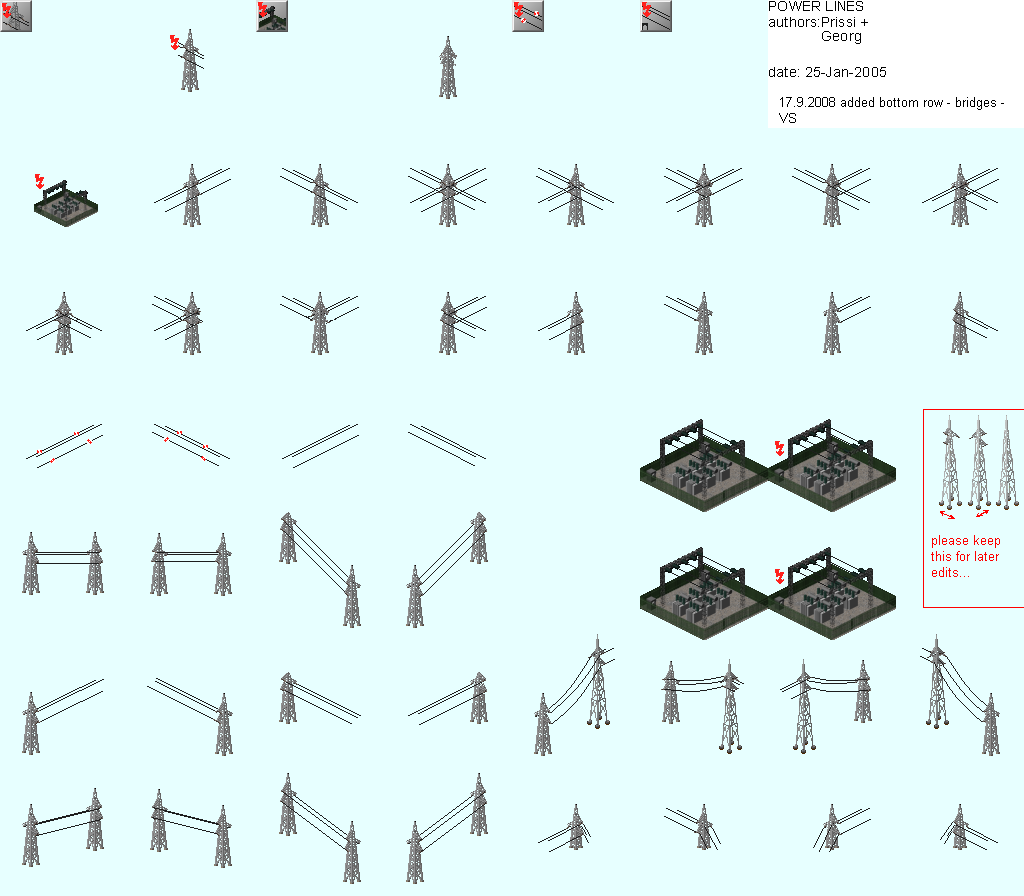 POWER LINES
authors:Prissi +
Georg
date: 25-Jan-2005
17.9.2008 added bottom row - bridges -
VS
please keep
this for later
edits...